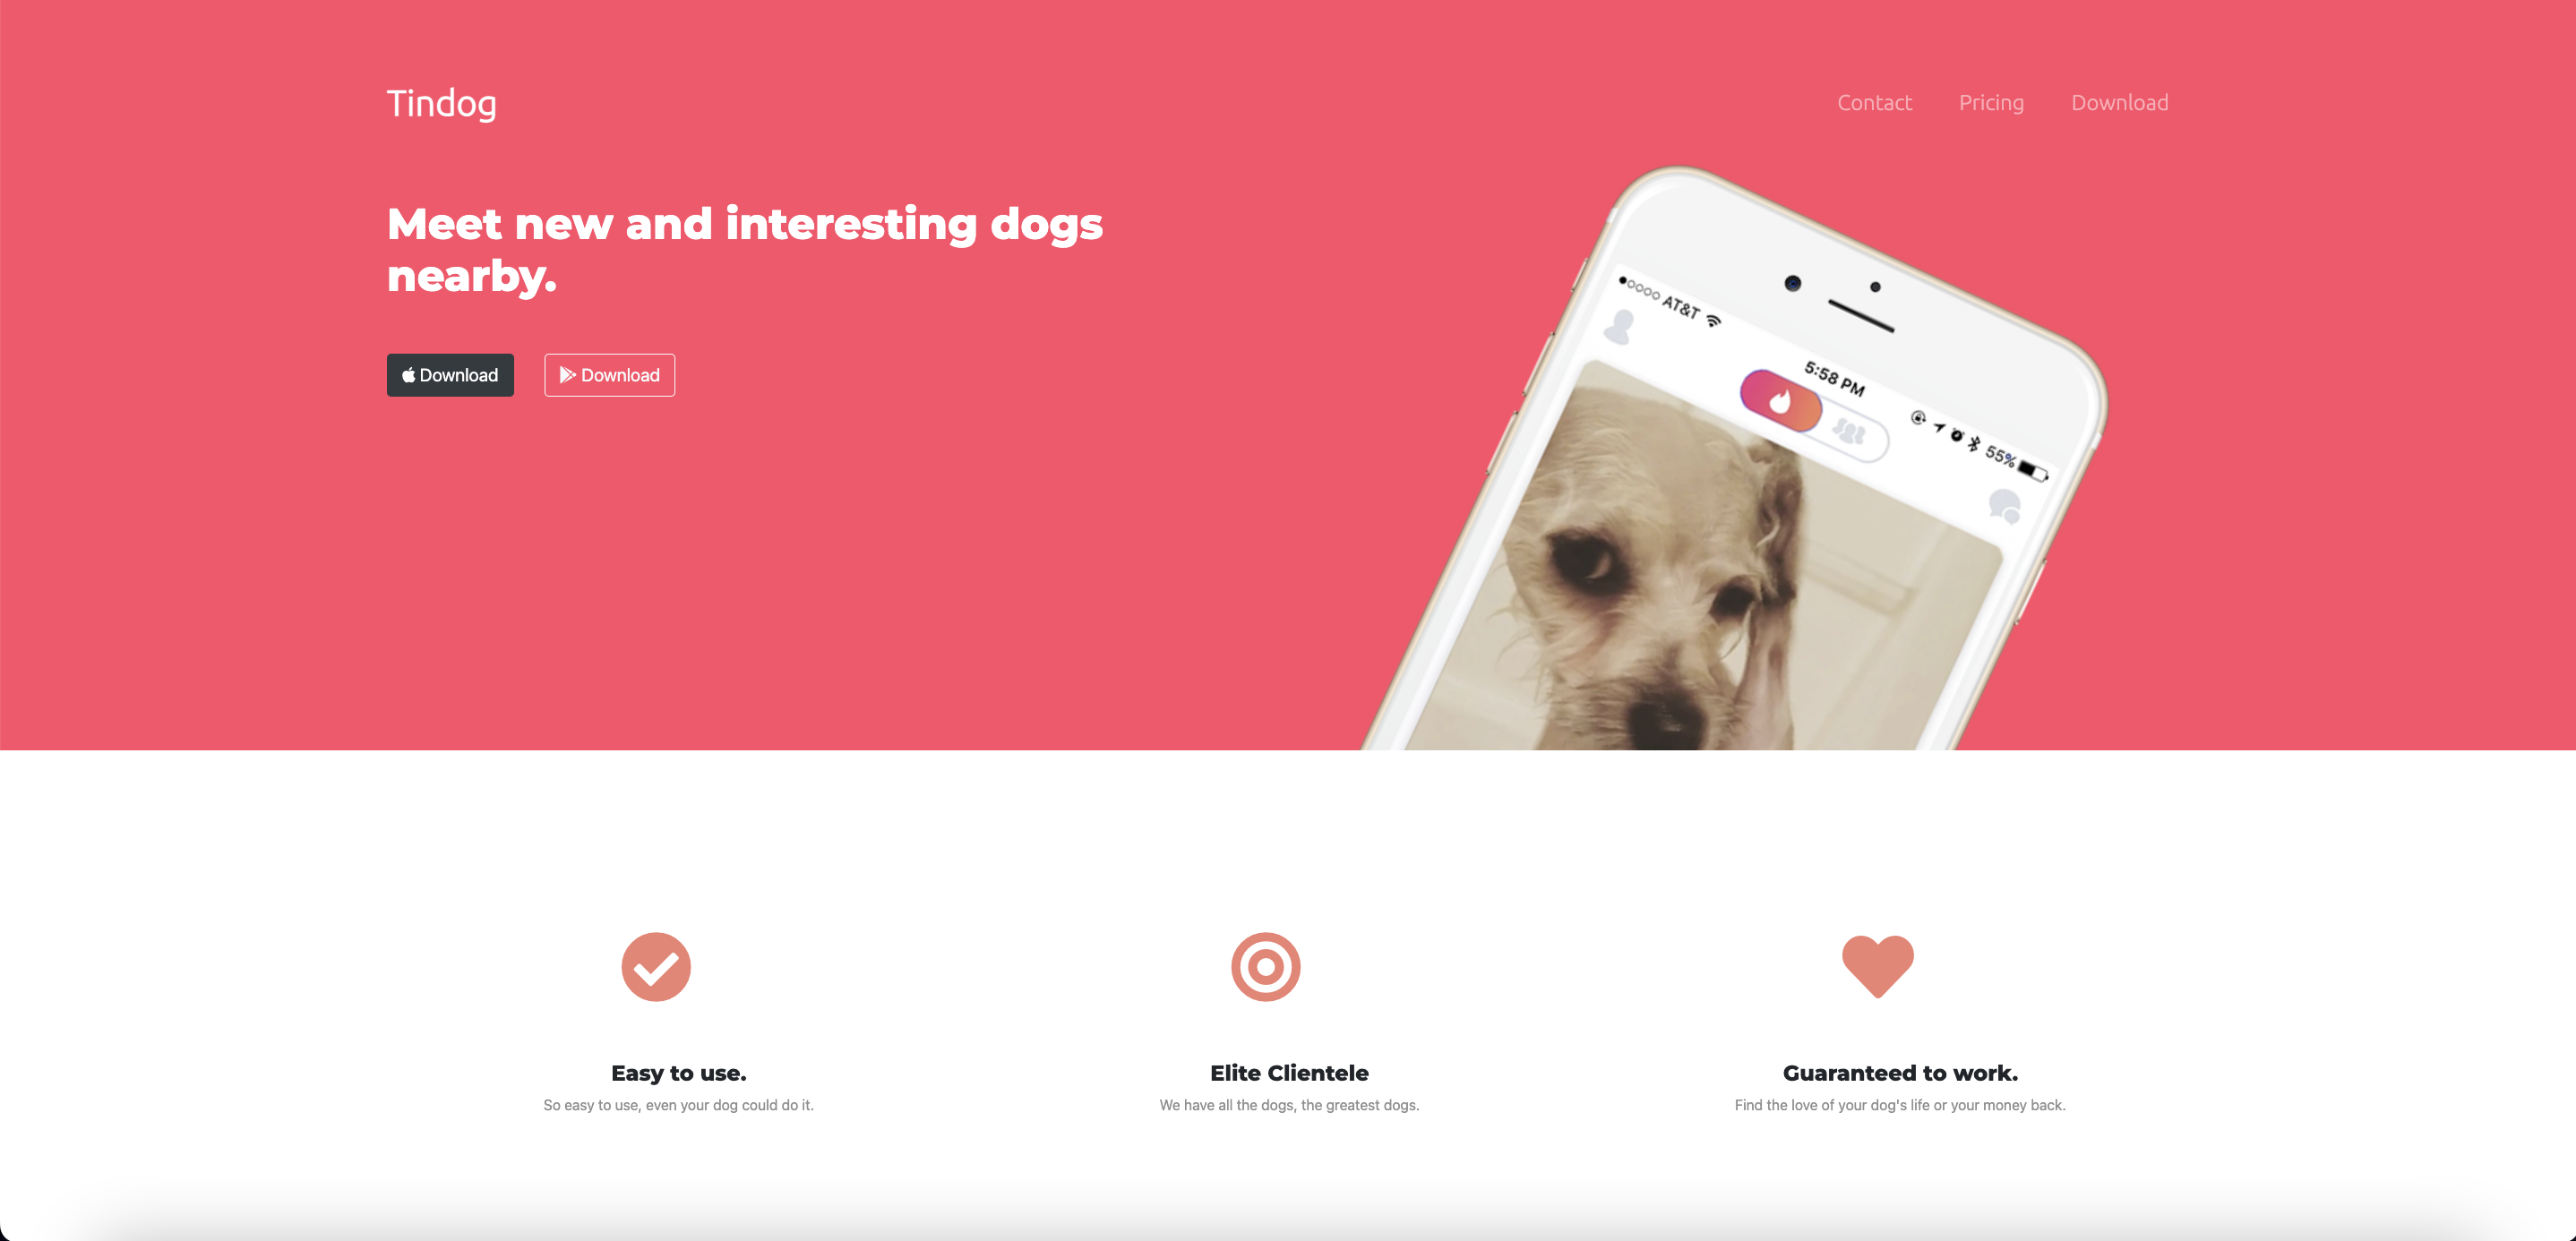 Tindog
Contact Pricing Download
Meet new and interesting dogs
nearby.
Download Download
AT&T
5:58 PM
55%
Easy to use. Elite Clientele Guaranteed to work.
So easy to use, even your dog could do it. We have all the dogs, the greatest dogs. Find the love of your dog's life or your money back.